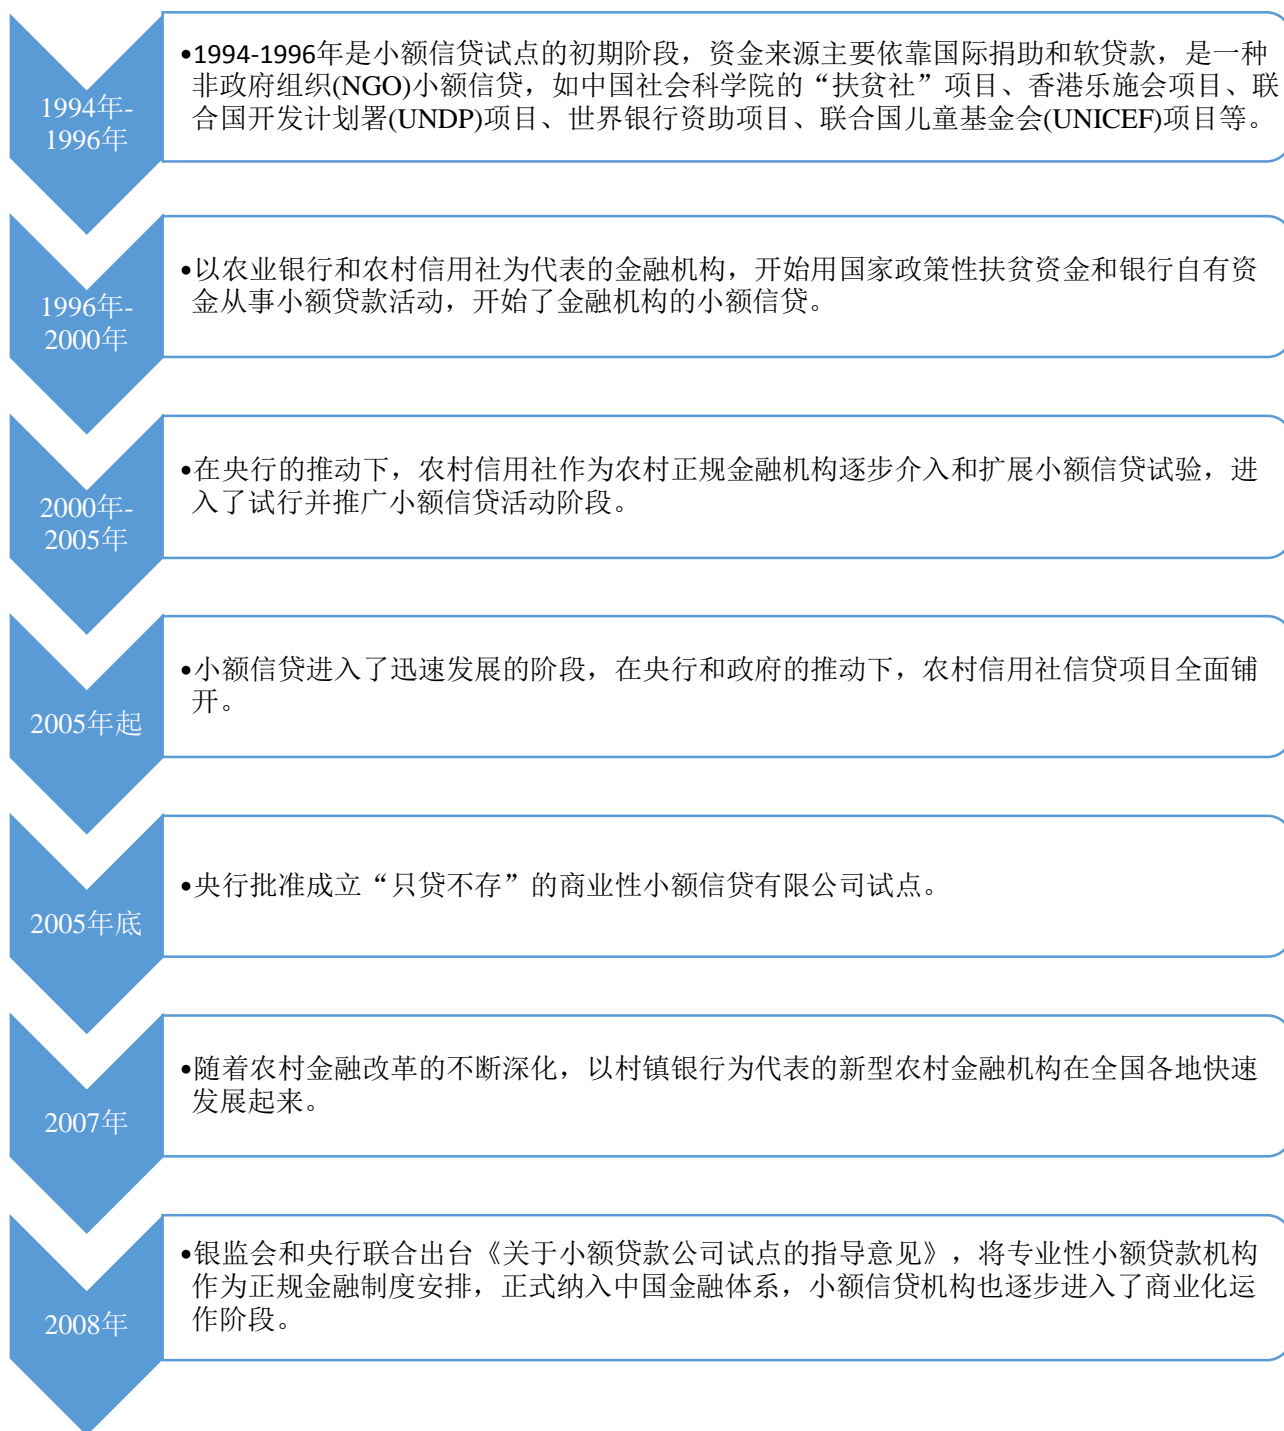 1994年-
1996年
•1994-1996年是小额信贷试点的初期阶段，资金来源主要依靠国际捐助和软贷款，是一种
非政府组织(NGO)小额信贷，如中国社会科学院的“扶贫社”项目、香港乐施会项目、联
合国开发计划署(UNDP)项目、世界银行资助项目、联合国儿童基金会(UNICEF)项目等。
1996年-
2000年
•以农业银行和农村信用社为代表的金融机构，开始用国家政策性扶贫资金和银行自有资
金从事小额贷款活动，开始了金融机构的小额信贷。
2000年-
2005年
•在央行的推动下，农村信用社作为农村正规金融机构逐步介入和扩展小额信贷试验，进
入了试行并推广小额信贷活动阶段。
2005年起
•小额信贷进入了迅速发展的阶段，在央行和政府的推动下，农村信用社信贷项目全面铺
开。
2005年底
•央行批准成立“只贷不存”的商业性小额信贷有限公司试点。
2007年
•随着农村金融改革的不断深化，以村镇银行为代表的新型农村金融机构在全国各地快速
发展起来。
2008年
•银监会和央行联合出台《关于小额贷款公司试点的指导意见》，将专业性小额贷款机构
作为正规金融制度安排，正式纳入中国金融体系，小额信贷机构也逐步进入了商业化运
作阶段。